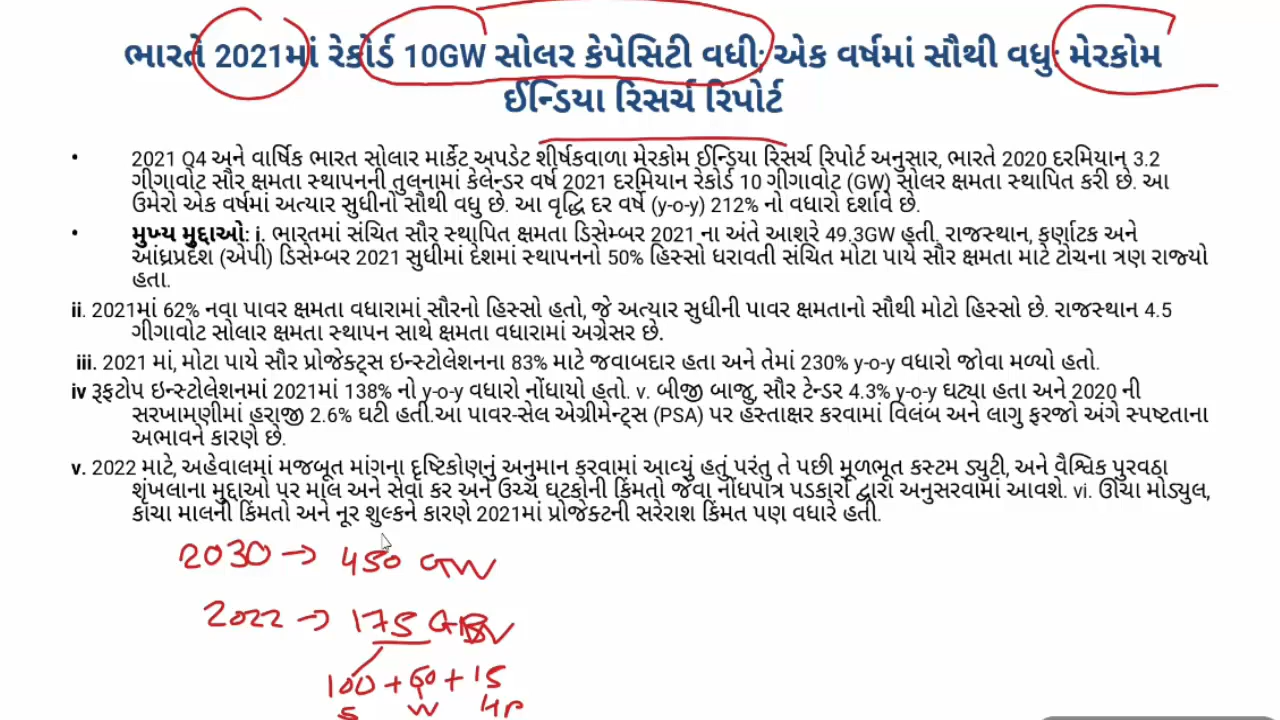 ભારતે 2021માં રેકોર્ડ 10GW સોલર કેપેસિટી વધી; એક વર્ષમાં સૌથી વધુ: મેરકોમ
ઈન્ડિયા રિસર્ચ રિપોર્ટ
• 2021 Q4 અને વાર્ષિક ભારત સોલાર માર્કેટ અપડેટ શીર્ષકવાળા મેરકોમ ઈન્ડિયા રિસર્ચ રિપોર્ટ અનુસાર, ભારતે 2020 દરમિયાન 3.2
ગીગાવોટ સૌર ક્ષમતા સ્થાપનની તુલનામાં કેલેન્ડર વર્ષ 2021 દરમિયાન રેકોર્ડ 10 ગીગાવોટ (GW) સોલર ક્ષમતા સ્થાપિત કરી છે. આ
ઉમેરો એક વર્ષમાં અત્યાર સુધીનો સૌથી વધુ છે. આ વૃદ્ધિ દર વર્ષે (y-o-y) 212% નો વધારો દર્શાવે છે.
• મુખ્ય મુદ્દાઓ: i. ભારતમાં સંચિત સૌર સ્થાપિત ક્ષમતા ડિસેમ્બર 2021 ના અંતે આશરે 49.3GW હતી. રાજસ્થાન, કર્ણાટક અને
આંધ્રપ્રદેશ (એપી) ડિસેમ્બર 2021 સુધીમાં દેશમાં સ્થાપનનો 50% હિસ્સો ધરાવતી સંચિત મોટા પાયે સૌર ક્ષમતા માટે ટોચના ત્રણ રાજ્યો
હતા.
ii. 2021માં 62% નવા પાવર ક્ષમતા વધારામાં સૌરનો હિસ્સો હતો, જે અત્યાર સુધીની પાવર ક્ષમતાનો સૌથી મોટો હિસ્સો છે. રાજસ્થાન 4.5
ગીગાવોટ સોલાર ક્ષમતા સ્થાપન સાથે ક્ષમતા વધારામાં અગ્રેસર છે.
iii. 2021 માં, મોટા પાયે સૌર પ્રોજેક્ટ્સ ઇન્સ્ટોલેશનના 83% માટે જવાબદાર હતા અને તેમાં 230% y-o-y વધારો જોવા મળ્યો હતો.
iv રૂફટોપ ઇન્સ્ટોલેશનમાં 2021માં 138% નો y-o-y વધારો નોંધાયો હતો. v. બીજી બાજુ, સૌર ટેન્ડર 4.3% y-o-y ઘટ્યા હતા અને 2020 ની
સરખામણીમાં હરાજી 2.6% ઘટી હતી.આ પાવર-સેલ એગ્રીમેન્ટ્સ (PSA) પર હસ્તાક્ષર કરવામાં વિલંબ અને લાગુ ફરજો અંગે સ્પષ્ટતાના
અભાવને કારણે છે.
v. 2022 માટે, અહેવાલમાં મજબૂત માંગના દૃષ્ટિકોણનું અનુમાન કરવામાં આવ્યું હતું પરંતુ તે પછી મૂળભૂત કસ્ટમ ડ્યુટી, અને વૈશ્વિક પુરવઠા
શૃંખલાના મુદ્દાઓ પર માલ અને સેવા કર અને ઉચ્ચ ઘટકોની કિંમતો જેવા નોંધપાત્ર પડકારો દ્વારા અનુસરવામાં આવશે. vi. ઊંચા મોડ્યુલ,
કાચા માલની કિંમતો અને નૂર શુલ્કને કારણે 2021માં પ્રોજેક્ટની સરેરાશ કિંમત પણ વધારે હતી.
2030 → 450 GW
2022 → 175
100 + 60 + 15
S W HP